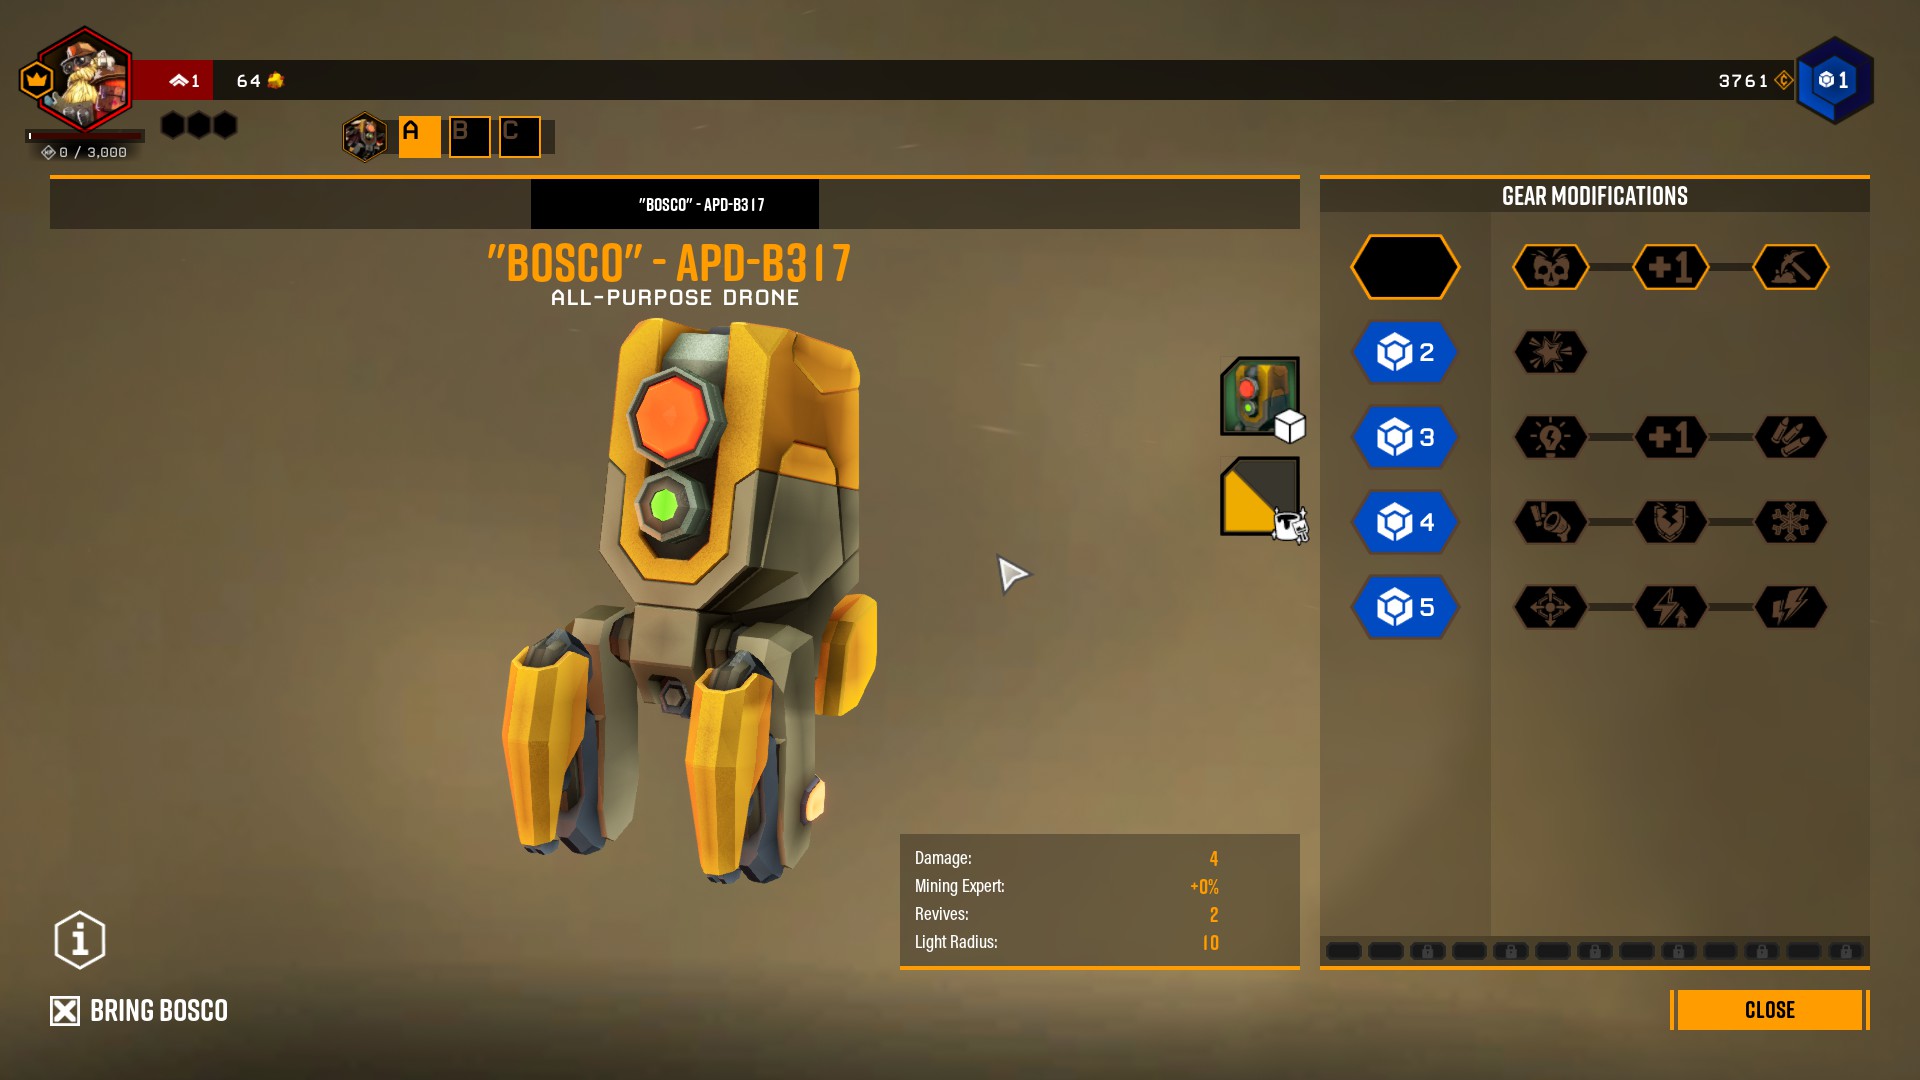 1
64
3761
1
0 / 3,000
A
B
C
"BOSCO" - APD-B317
"BOSCO" - APD-B317
ALL-PURPOSE DRONE
Damage: 4
Mining Expert: +0%
Revives: 2
Light Radius: 10
BRING BOSCO
GEAR MODIFICATIONS
+1
2
3
+1
4
5
CLOSE